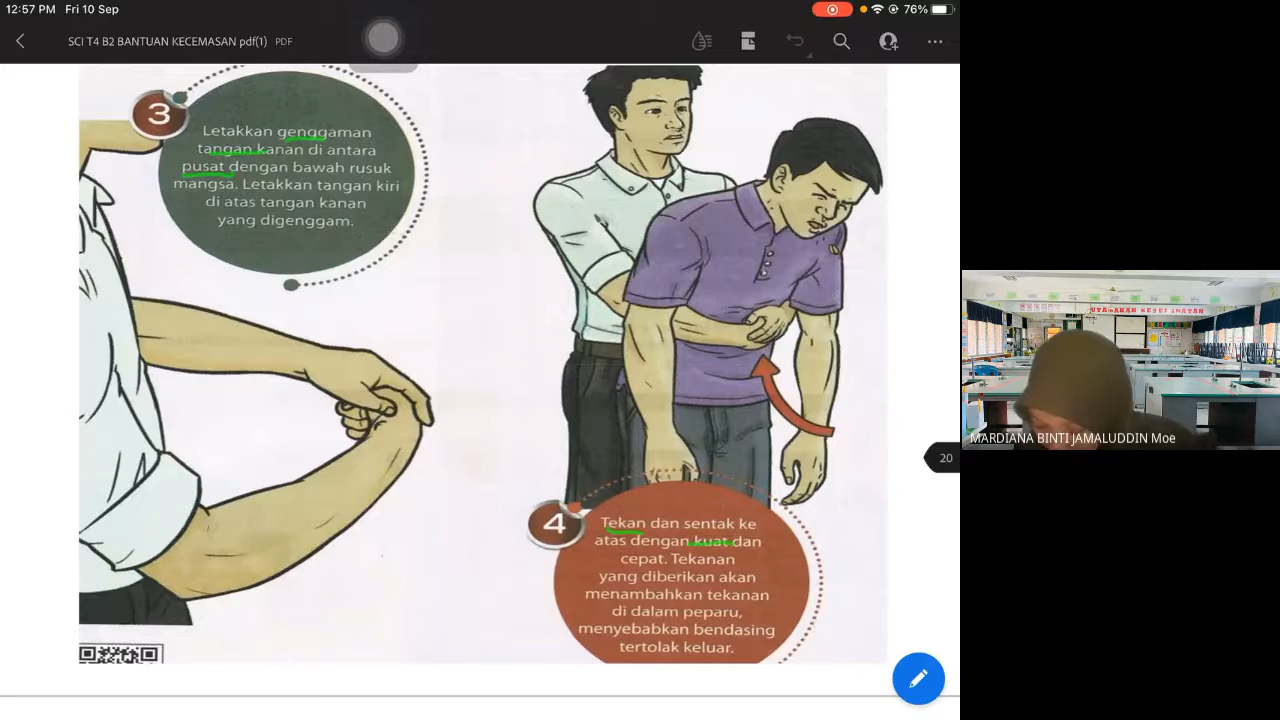 12:57 PM Fri 10 Sep
76%
SCI T4 B2 BANTUAN KECEMASAN pdf(1) PDF
3
Letakkan genggaman
tangan kanan di antara
pusat dengan bawah rusuk
mangsa. Letakkan tangan kiri
di atas tangan kanan
yang digenggam.
4
Tekan dan sentak ke
atas dengan kuat dan
cepat. Tekanan
yang diberikan akan
menambahkan tekanan
di dalam peparu,
menyebabkan bendasing
tertolak keluar.
20
UTAMAKAN KESELAMATAN
MARDIANA BINTI JAMALUDDIN Moe